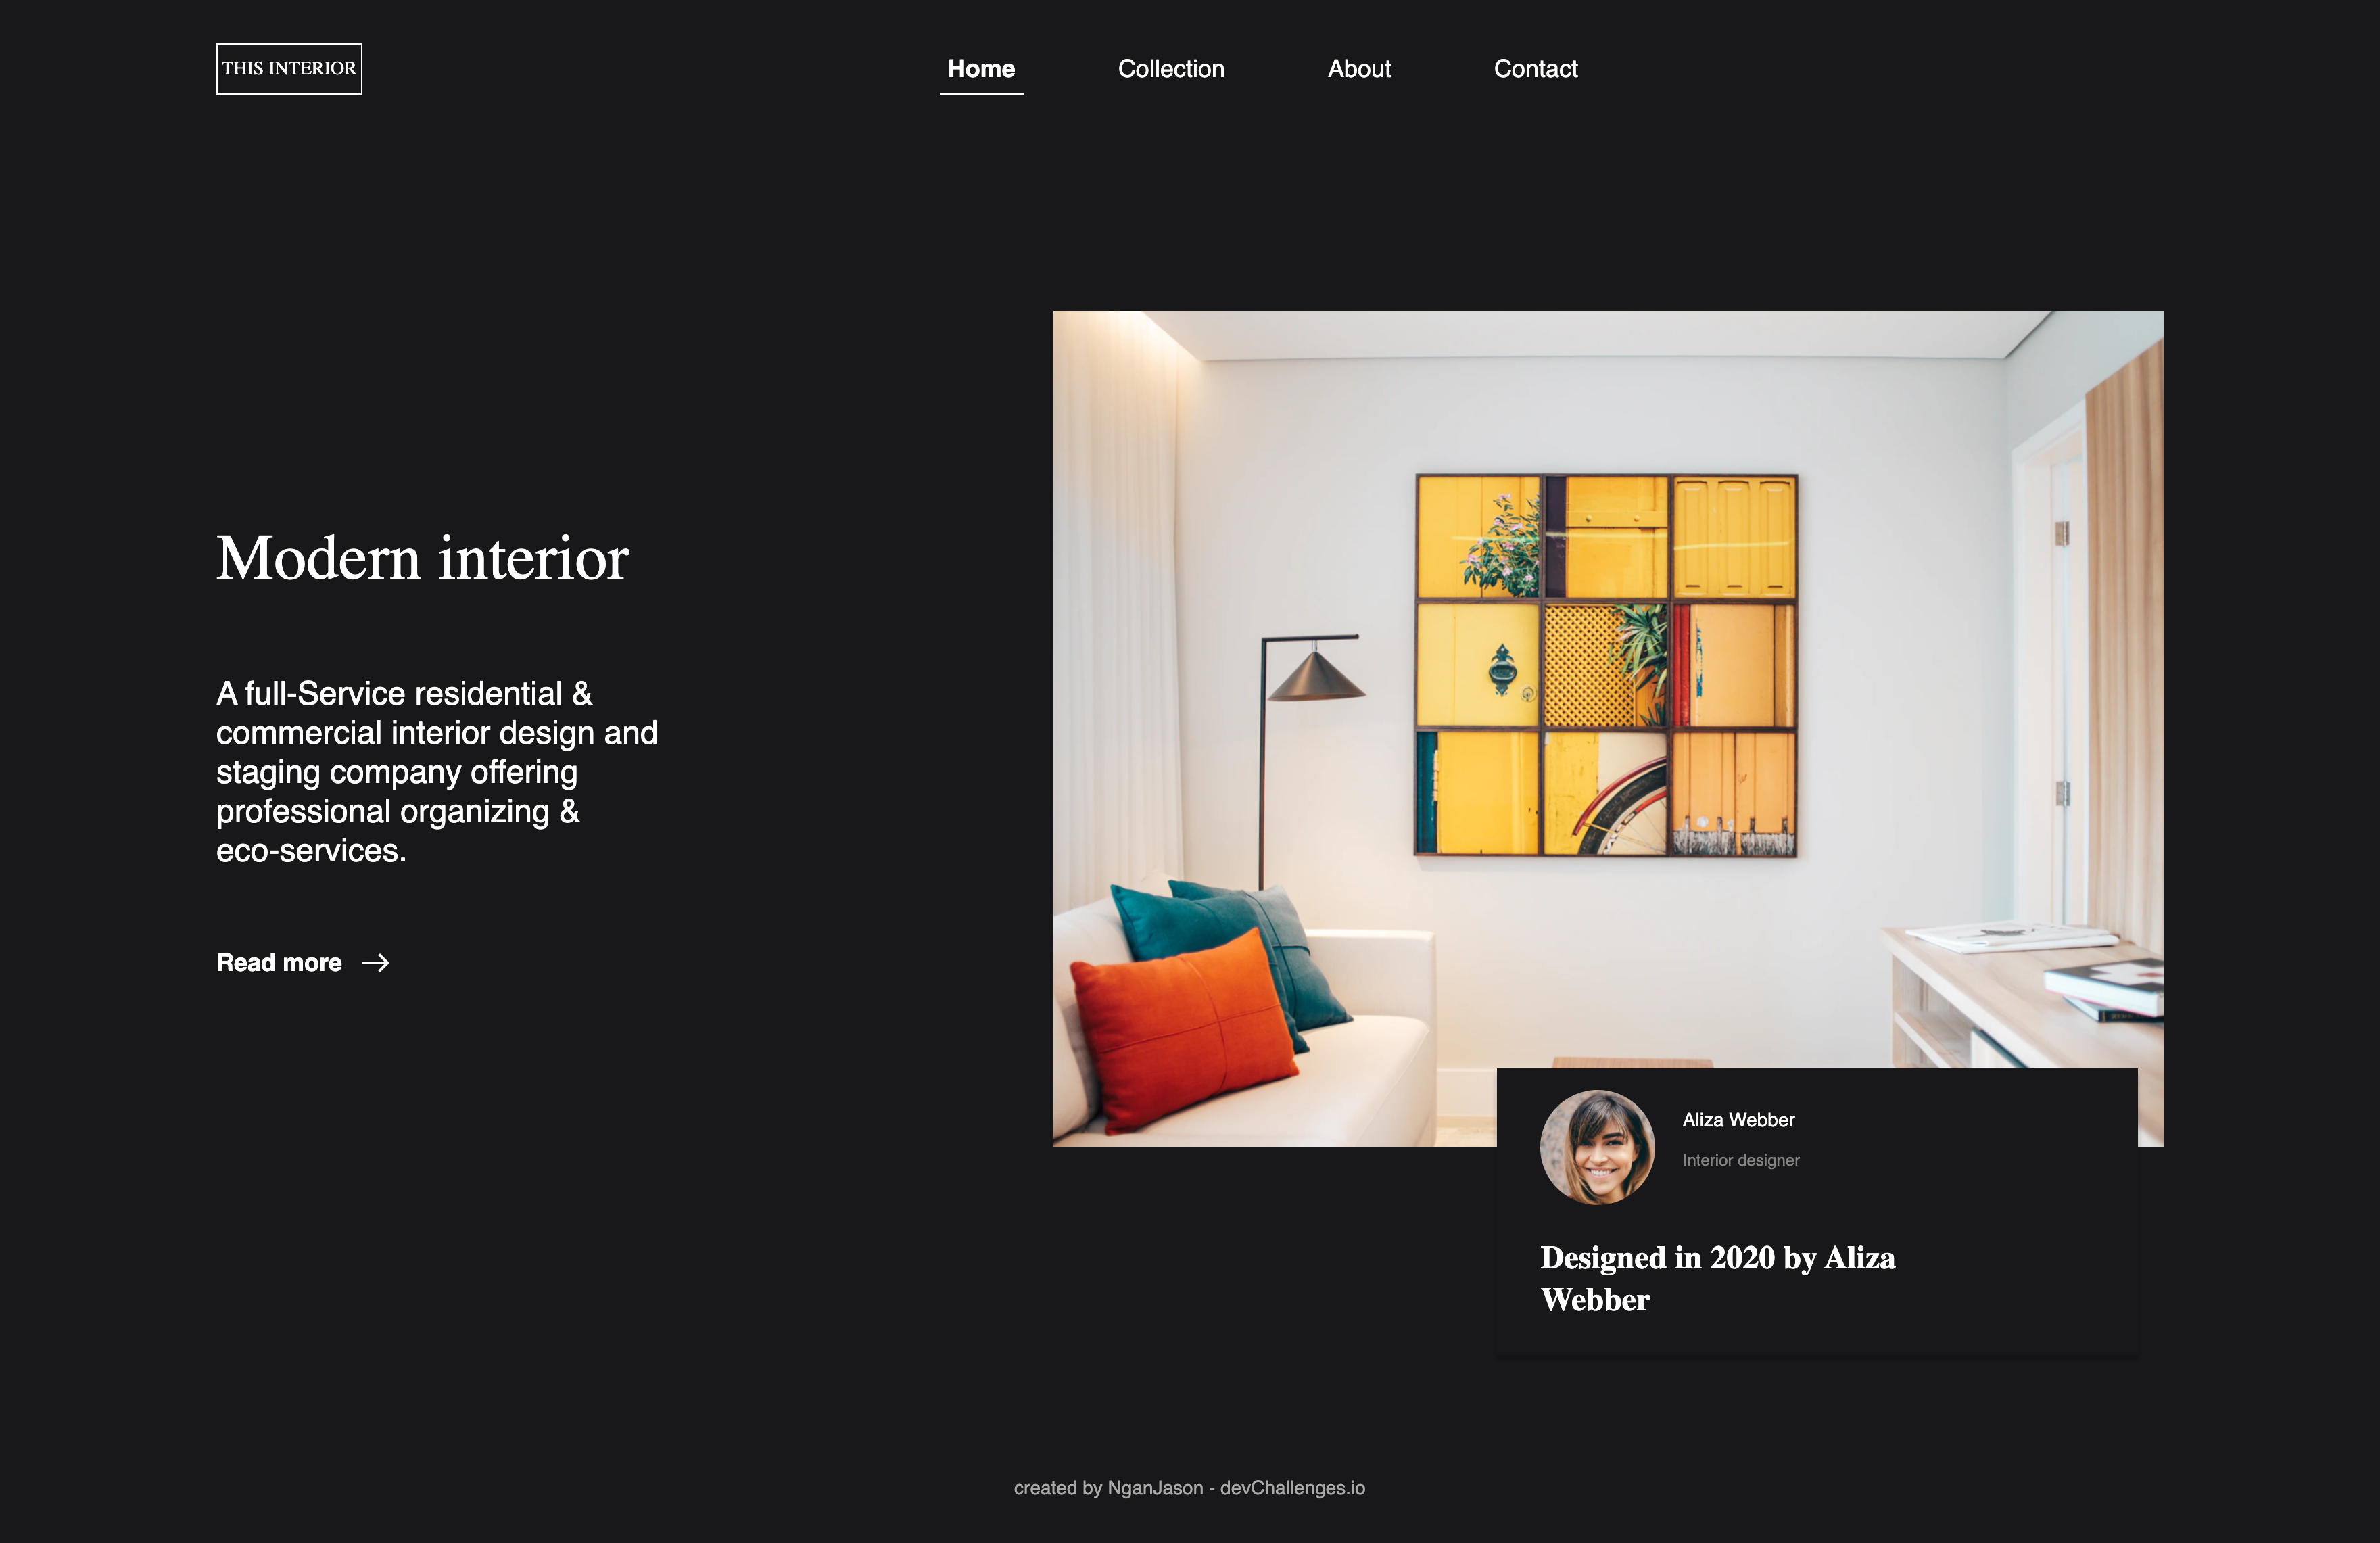 THIS INTERIOR
Home
Collection
About
Contact
Modern interior
A full-Service residential &
commercial interior design and
staging company offering
professional organizing &
eco-services.
Read more
Aliza Webber
Interior designer
Designed in 2020 by Aliza
Webber
created by NganJason - devChallenges.io